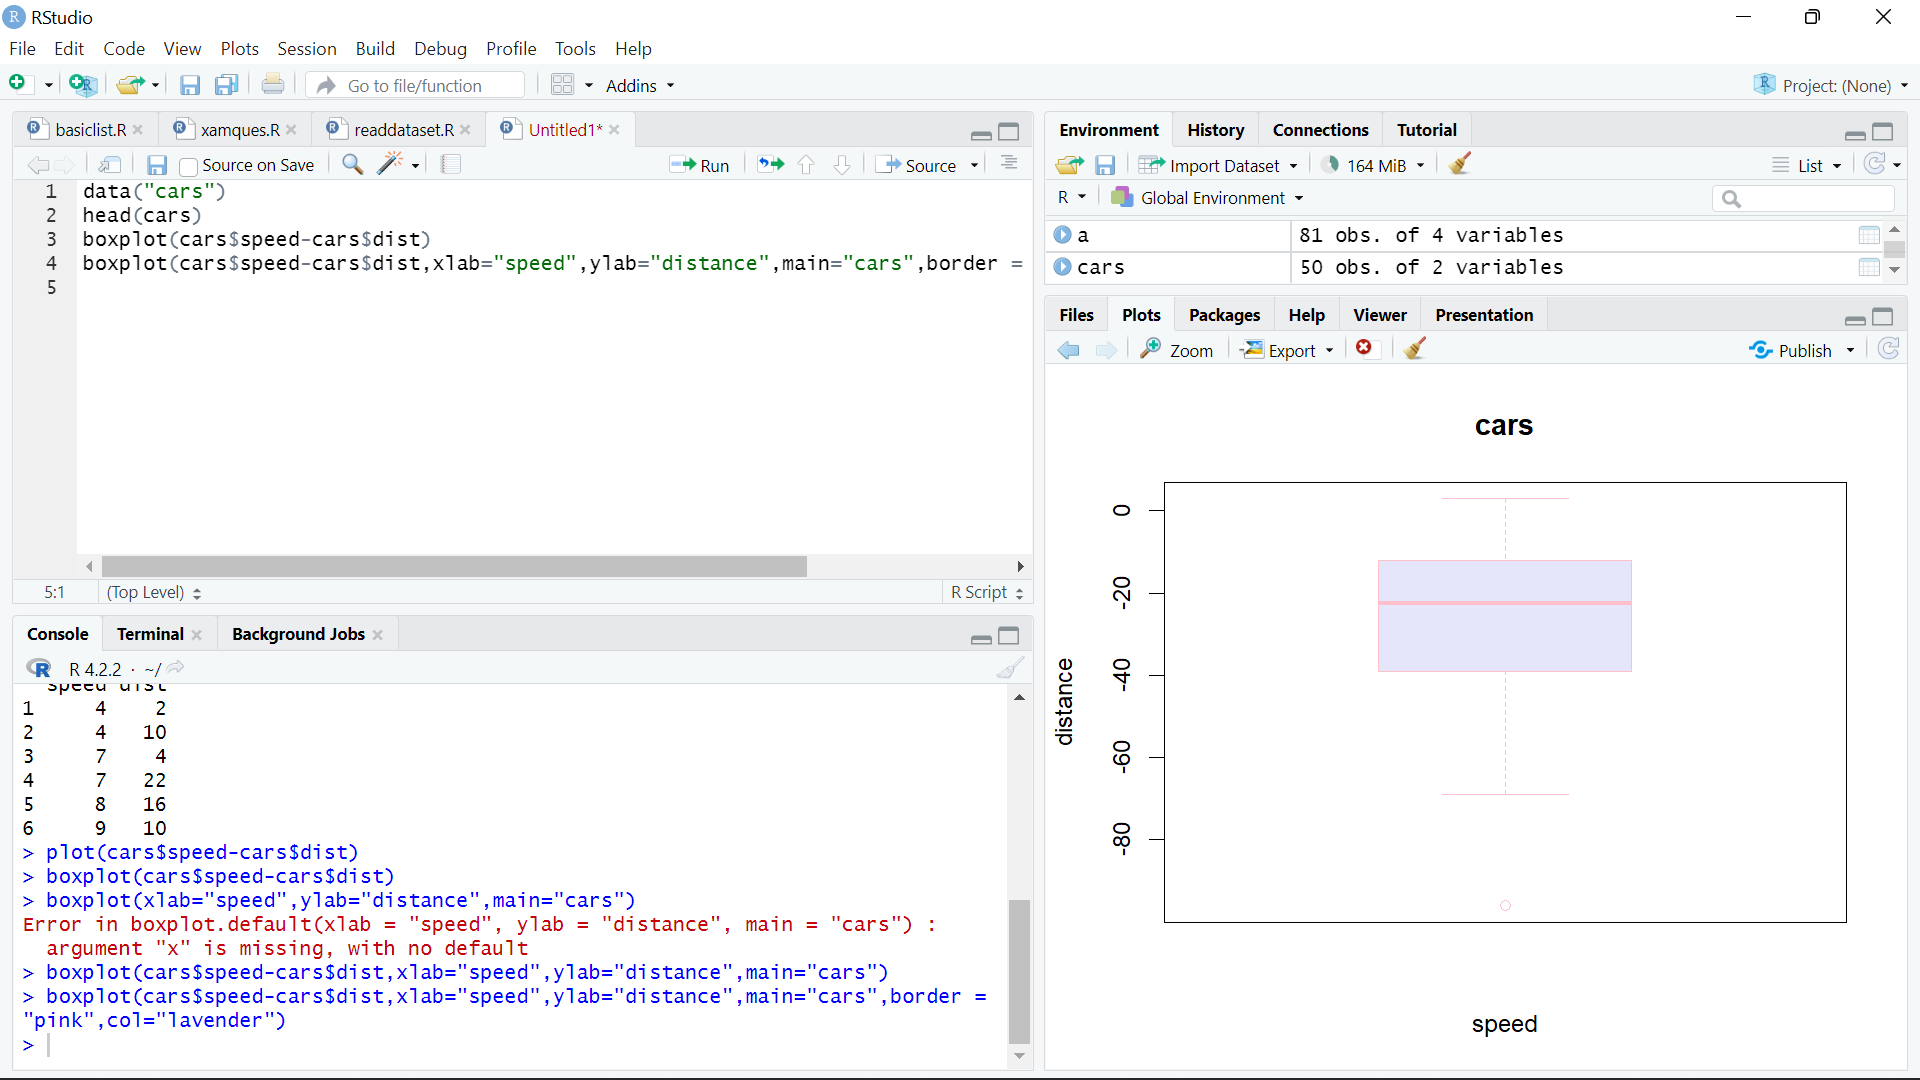 RStudio
File Edit Code View Plots Session Build Debug Profile Tools Help
Go to file/function Addins Project: (None)
basiclist.R xamques.R readdataset.R Untitled1*
Source on Save Run Source
1 data("cars")
2 head(cars)
3 boxplot(cars$speed-cars$dist)
4 boxplot(cars$speed-cars$dist,xlab="speed",ylab="distance",main="cars",border =
5
5:1 (Top Level) R Script
Console Terminal Background Jobs
R 4.2.2 · ~/
speed dist
1 4 2
2 4 10
3 7 4
4 7 22
5 8 16
6 9 10
> plot(cars$speed-cars$dist)
> boxplot(cars$speed-cars$dist)
> boxplot(xlab="speed",ylab="distance",main="cars")
Error in boxplot.default(xlab = "speed", ylab = "distance", main = "cars") :
argument "x" is missing, with no default
> boxplot(cars$speed-cars$dist,xlab="speed",ylab="distance",main="cars")
> boxplot(cars$speed-cars$dist,xlab="speed",ylab="distance",main="cars",border =
"pink",col="lavender")
>
Environment History Connections Tutorial
Import Dataset 164 MiB List
R Global Environment
a 81 obs. of 4 variables
cars 50 obs. of 2 variables
Files Plots Packages Help Viewer Presentation
Zoom Export Publish
cars
0
-20
-40
-60
-80
distance
speed